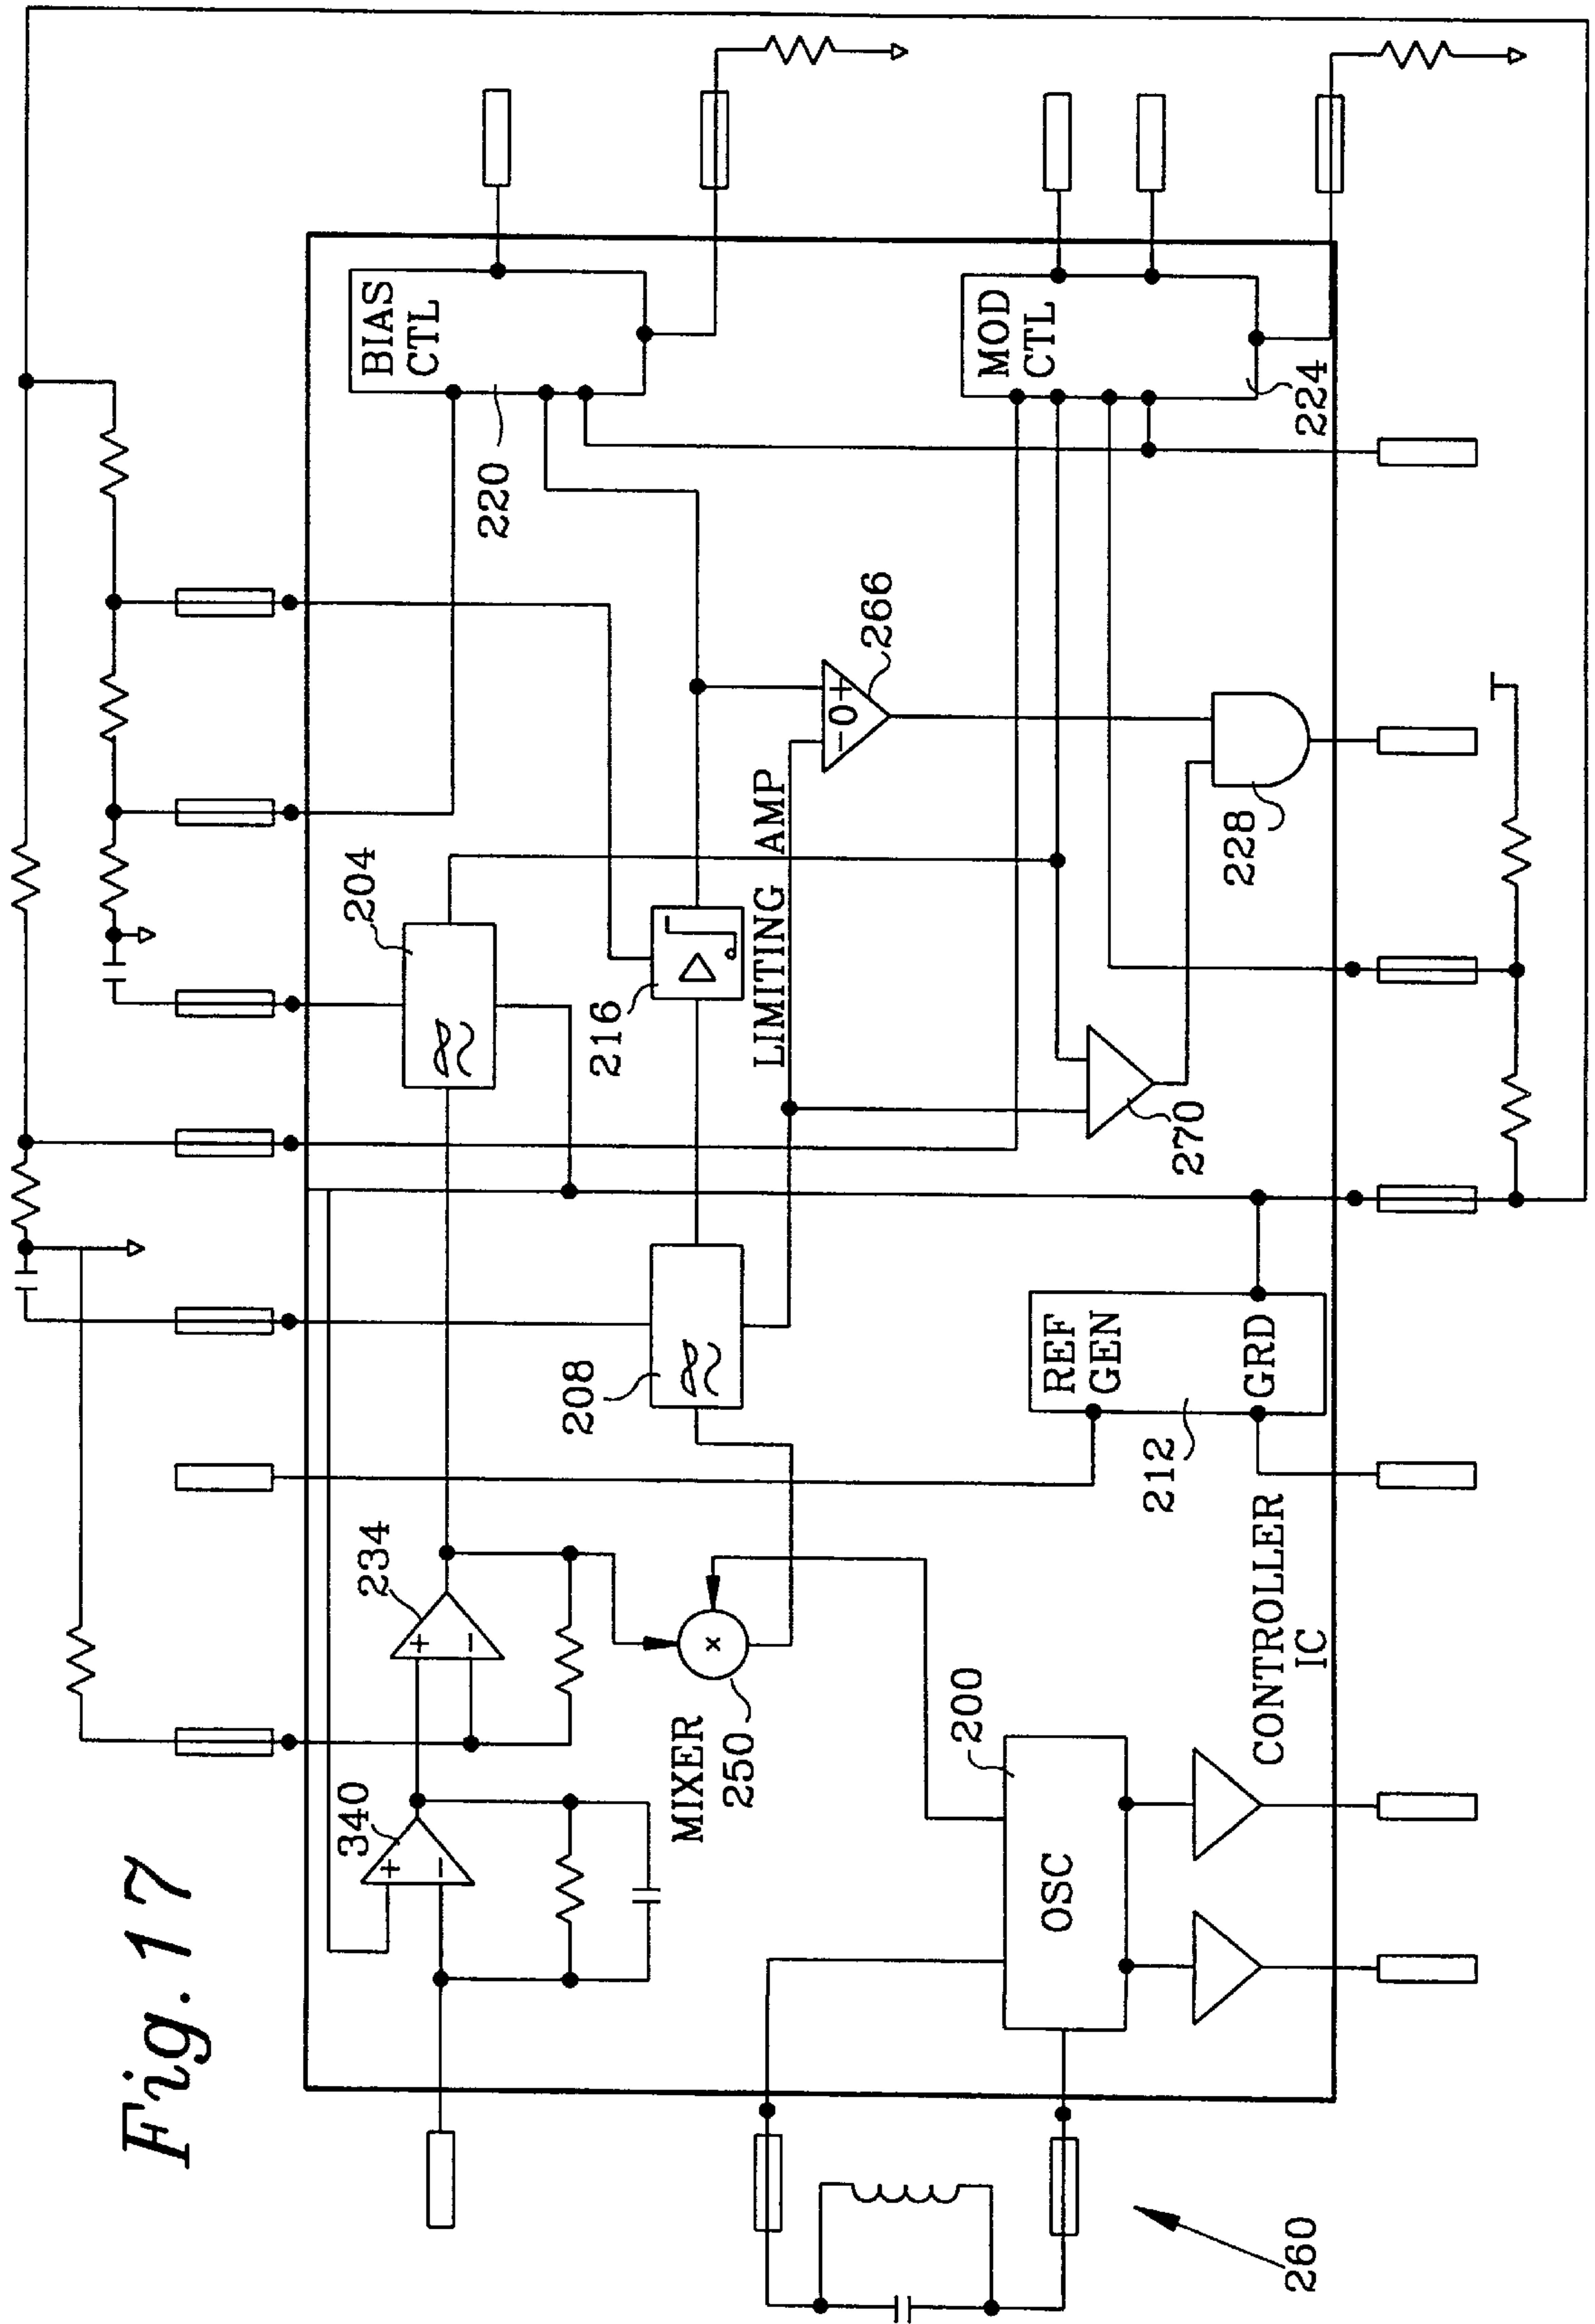 Fig. 17
340
234
204
BIAS
CTL
220
216
LIMITING AMP
208
MIXER
250
×
+
−
+
−
− 0 +
266
MOD
CTL
224
270
228
REF
GEN
GRD
212
200
OSC
CONTROLLER
IC
260